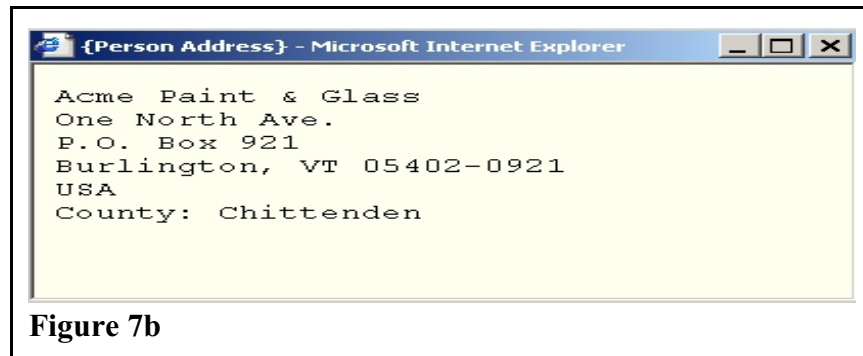 {Person Address} - Microsoft Internet Explorer
Acme Paint & Glass
One North Ave.
P.O. Box 921
Burlington, VT 05402-0921
USA
County: Chittenden
Figure 7b